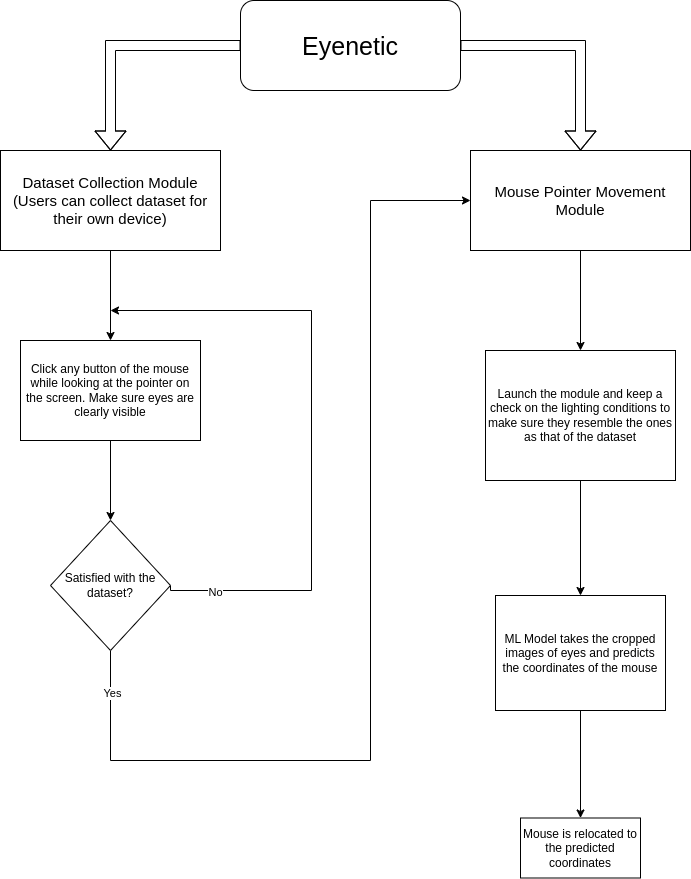 Eyenetic
Dataset Collection Module
(Users can collect dataset for
their own device)
Mouse Pointer Movement
Module
Click any button of the mouse
while looking at the pointer on
the screen. Make sure eyes are
clearly visible
Launch the module and keep a
check on the lighting conditions to
make sure they resemble the ones
as that of the dataset
Satisfied with the
dataset?
No
Yes
ML Model takes the cropped
images of eyes and predicts
the coordinates of the mouse
Mouse is relocated to
the predicted
coordinates